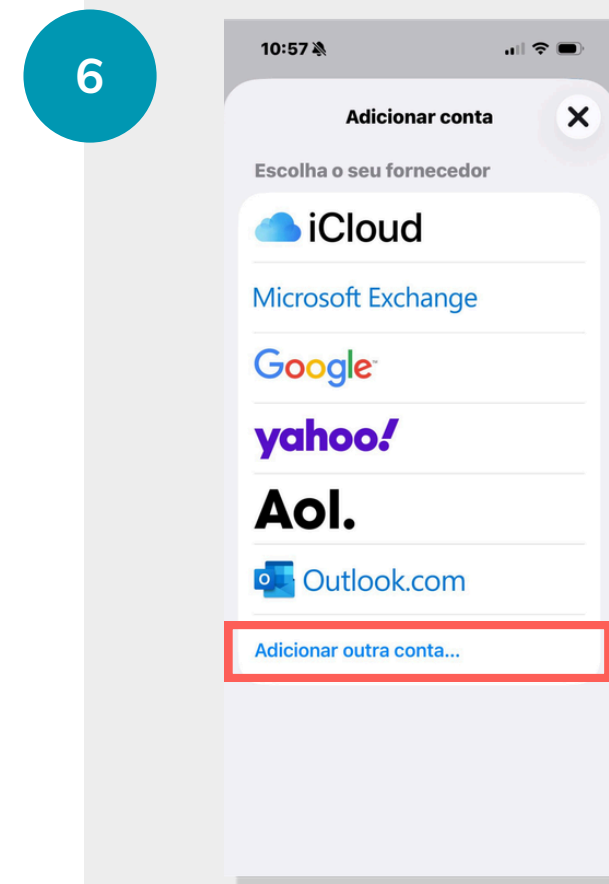 6
10:57
Adicionar conta
Escolha o seu fornecedor
iCloud
Microsoft Exchange
Google
yahoo!
Aol.
Outlook.com
Adicionar outra conta...